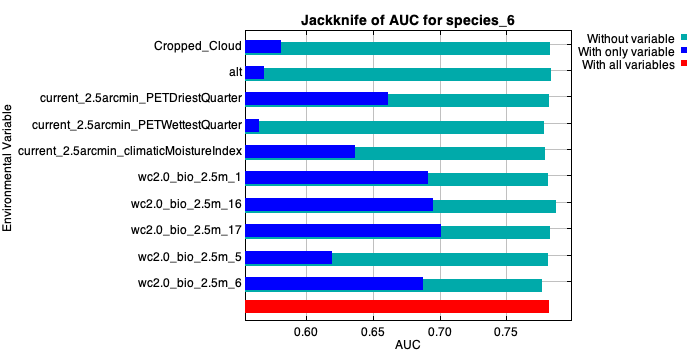 Jackknife of AUC for species_6
Without variable
With only variable
With all variables
Environmental Variable
Cropped_Cloud
alt
current_2.5arcmin_PETDriestQuarter
current_2.5arcmin_PETWettestQuarter
current_2.5arcmin_climaticMoistureIndex
wc2.0_bio_2.5m_1
wc2.0_bio_2.5m_16
wc2.0_bio_2.5m_17
wc2.0_bio_2.5m_5
wc2.0_bio_2.5m_6
0.60 0.65 0.70 0.75
AUC